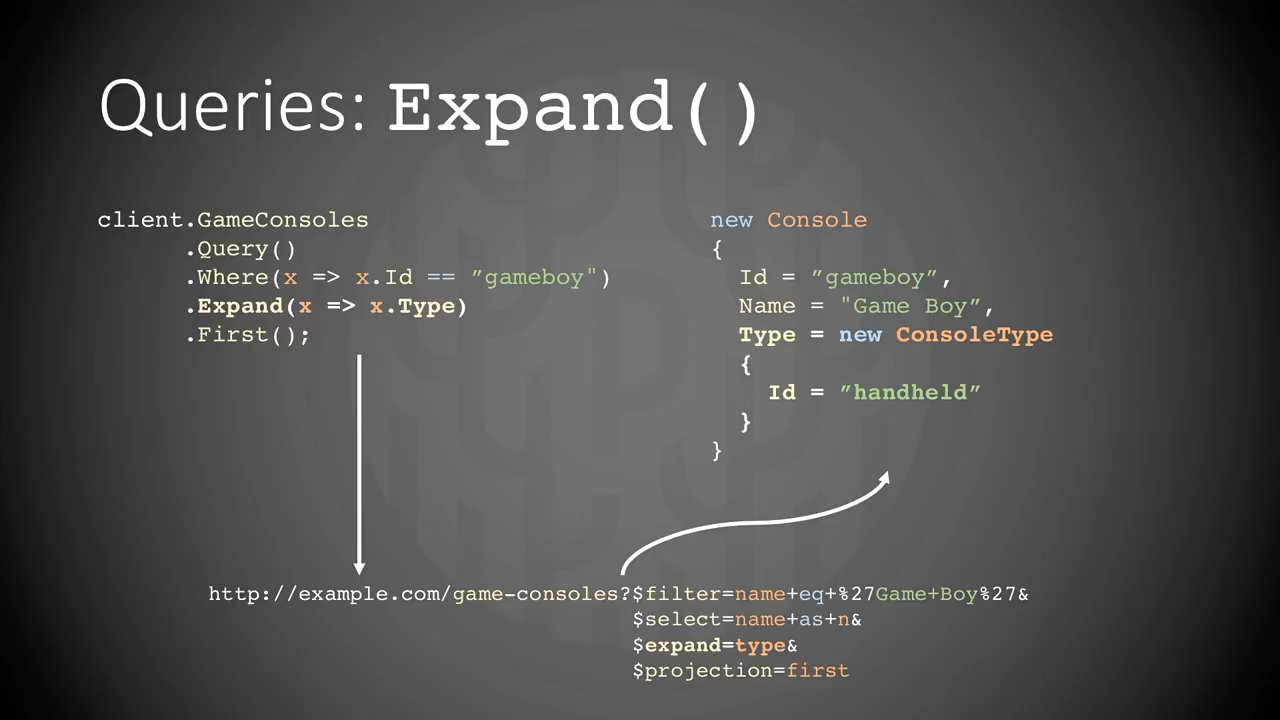 Queries: Expand()
client.GameConsoles
.Query()
.Where(x => x.Id == ”gameboy")
.Expand(x => x.Type)
.First();
new Console
{
Id = ”gameboy”,
Name = "Game Boy”,
Type = new ConsoleType
{
Id = ”handheld”
}
}
http://example.com/game-consoles?$filter=name+eq+%27Game+Boy%27&
$select=name+as+n&
$expand=type&
$projection=first